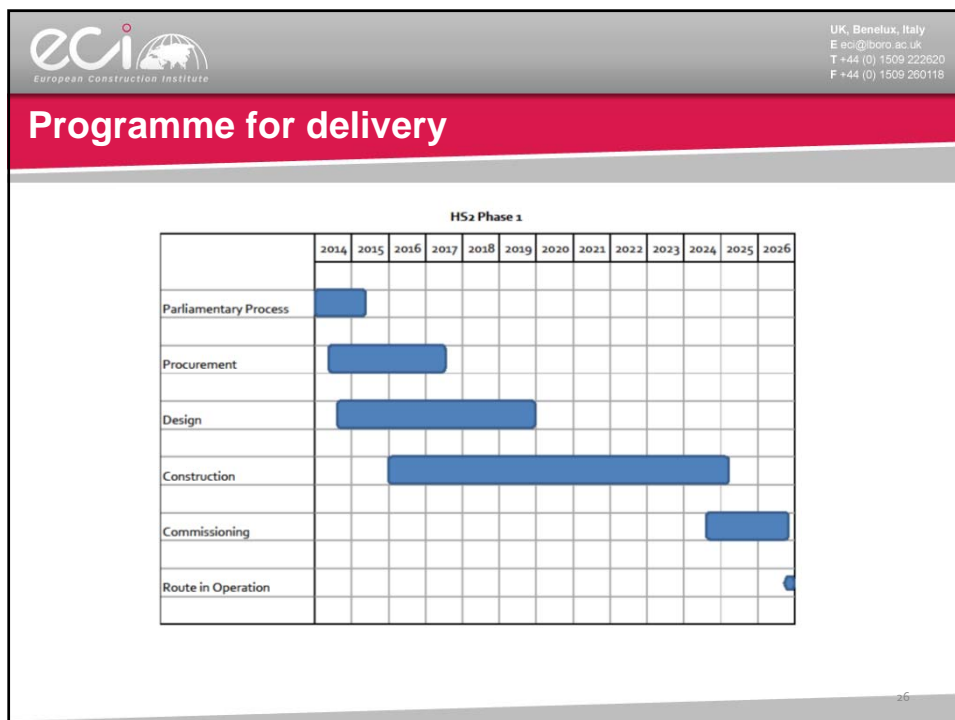 eci
European Construction Institute
UK, Benelux, Italy
E eci@lboro.ac.uk
T +44 (0) 1509 222620
F +44 (0) 1509 260118
Programme for delivery
HS2 Phase 1
2014 2015 2016 2017 2018 2019 2020 2021 2022 2023 2024 2025 2026
Parliamentary Process
Procurement
Design
Construction
Commissioning
Route in Operation
26